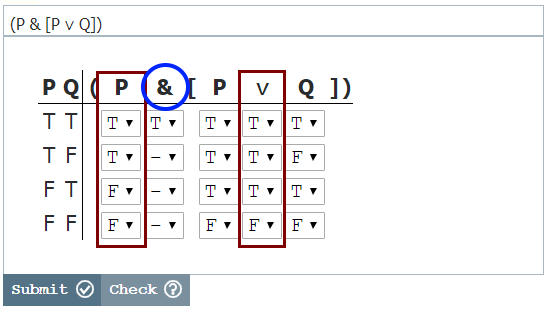 (P & [P ∨ Q])
P Q ( P & [ P ∨ Q ])
T T T T T T T
T F T – T T F
F T F – T T T
F F F – F F F
Submit Check